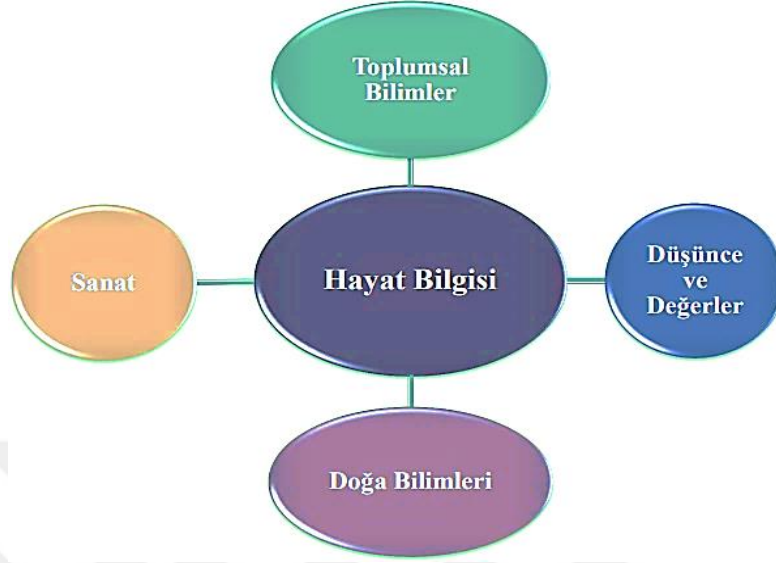 Toplumsal
Bilimler
Sanat
Hayat Bilgisi
Düşünce
ve
Değerler
Doğa Bilimleri